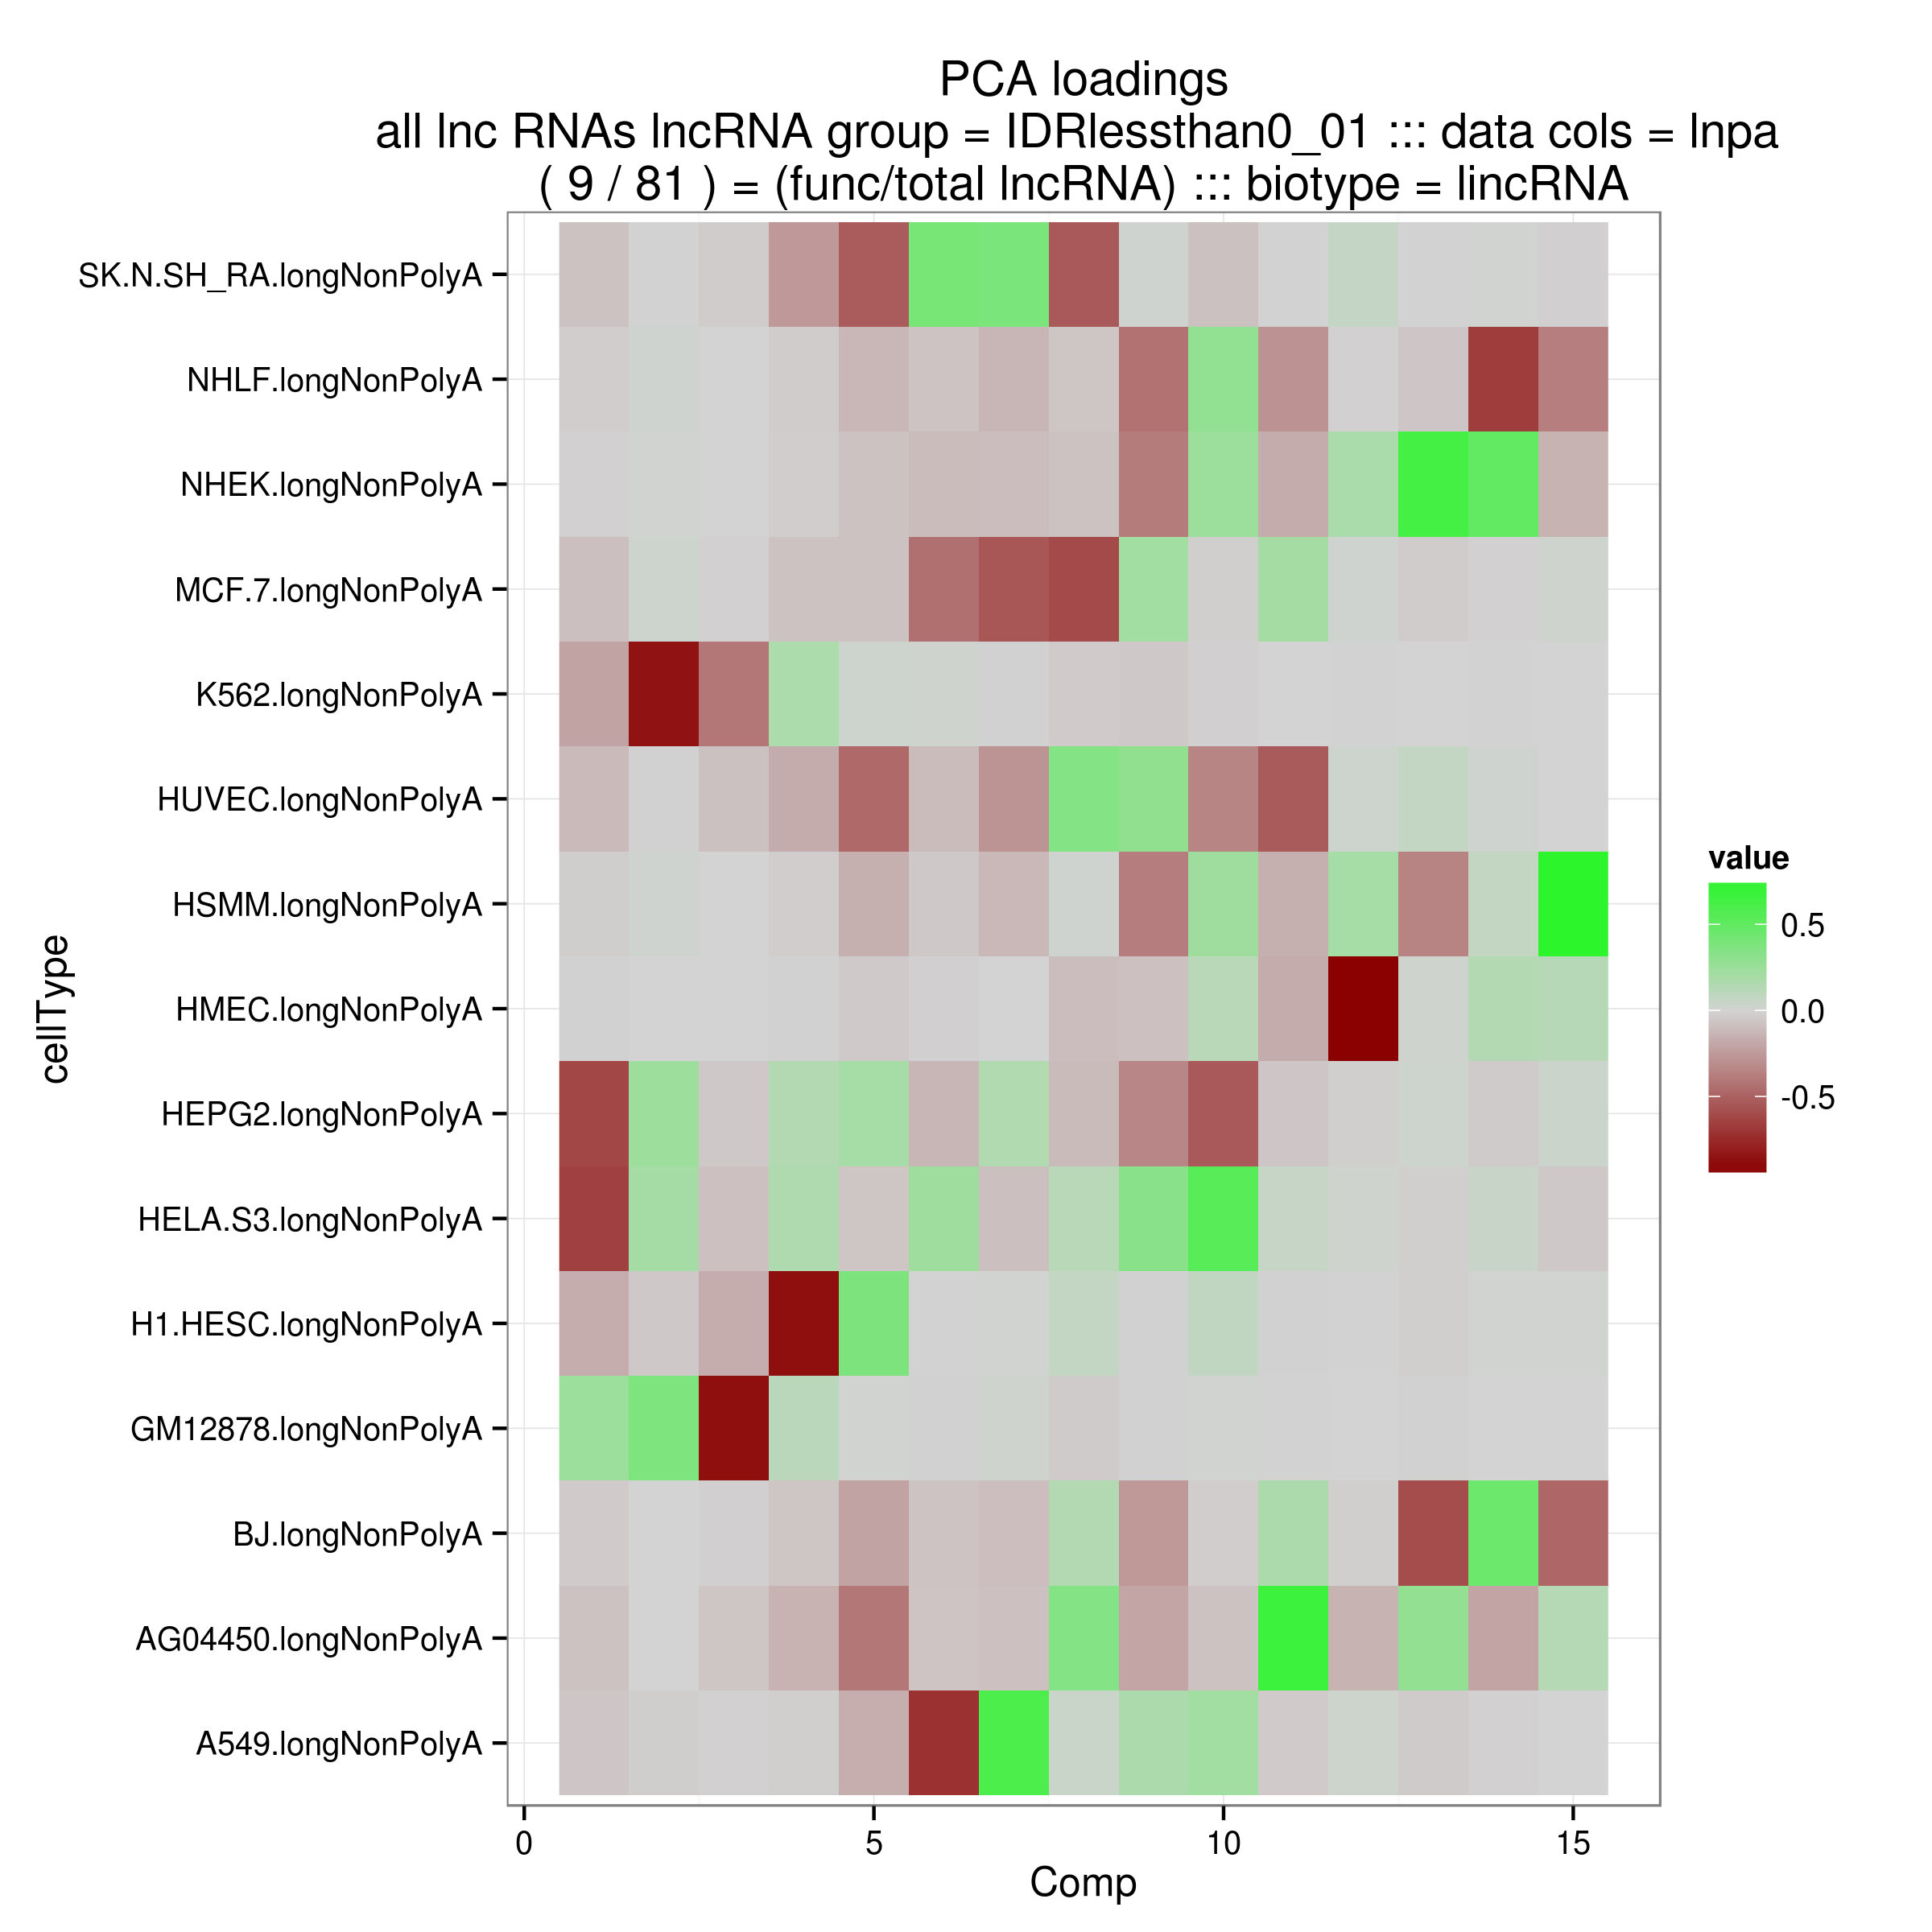 PCA loadings
all lnc RNAs lncRNA group = IDRlessthan0_01 ::: data cols = lnpa
( 9 / 81 ) = (func/total lncRNA) ::: biotype = lincRNA
SK.N.SH_RA.longNonPolyA
NHLF.longNonPolyA
NHEK.longNonPolyA
MCF.7.longNonPolyA
K562.longNonPolyA
HUVEC.longNonPolyA
HSMM.longNonPolyA
HMEC.longNonPolyA
HEPG2.longNonPolyA
HELA.S3.longNonPolyA
H1.HESC.longNonPolyA
GM12878.longNonPolyA
BJ.longNonPolyA
AG04450.longNonPolyA
A549.longNonPolyA
cellType
0 5 10 15
Comp
value
0.5
0.0
-0.5